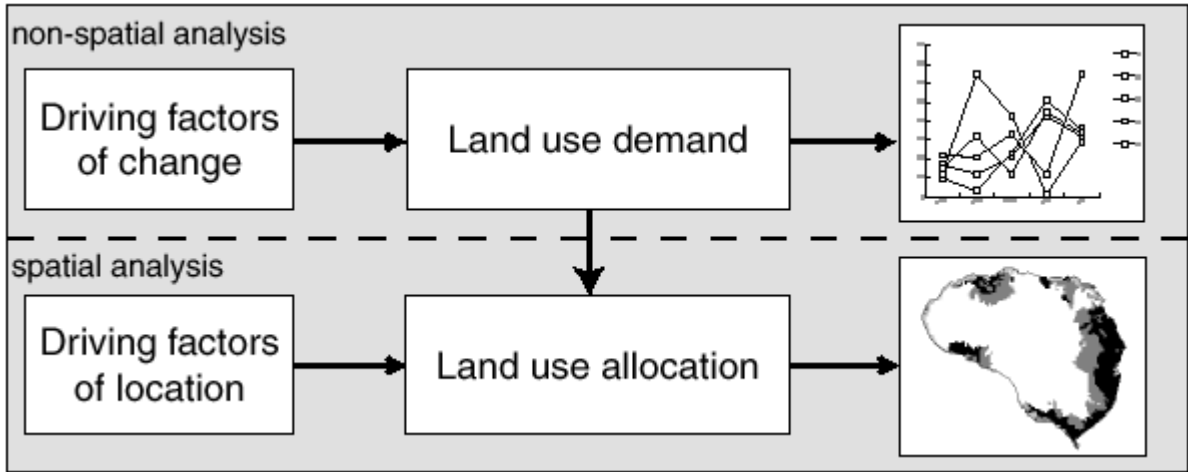 non-spatial analysis
Driving factors
of change
Land use demand
spatial analysis
Driving factors
of location
Land use allocation